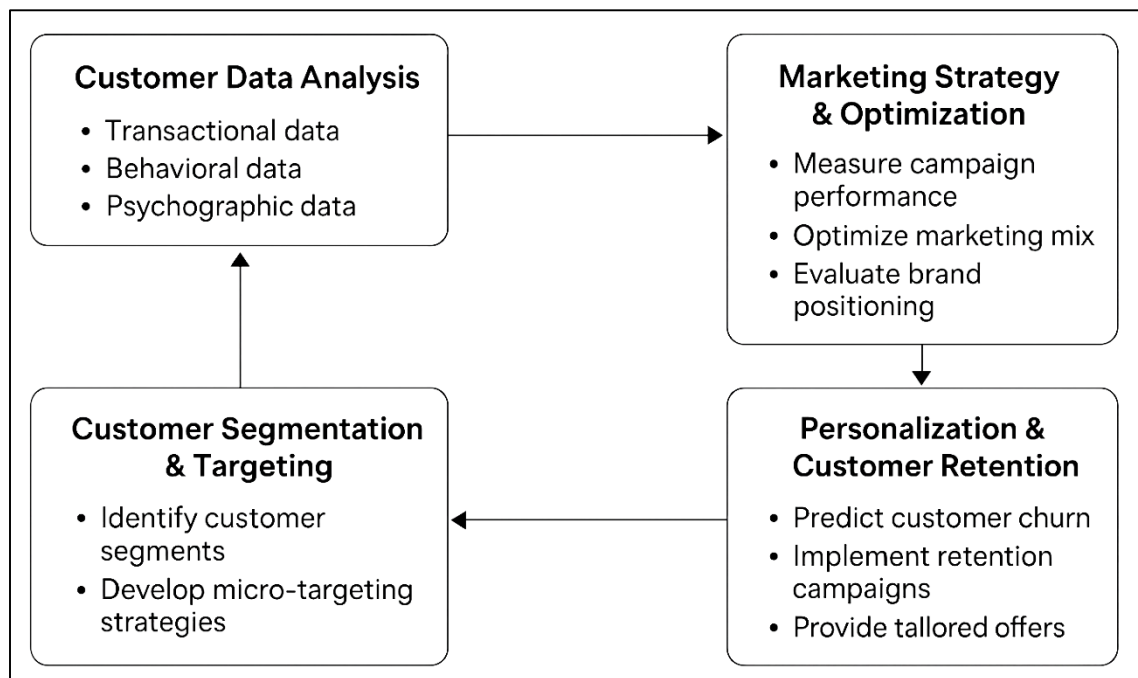 Customer Data Analysis
• Transactional data
• Behavioral data
• Psychographic data
Marketing Strategy
& Optimization
• Measure campaign
performance
• Optimize marketing mix
• Evaluate brand
positioning
Customer Segmentation
& Targeting
• Identify customer
segments
• Develop micro-targeting
strategies
Personalization &
Customer Retention
• Predict customer churn
• Implement retention
campaigns
• Provide tailored offers